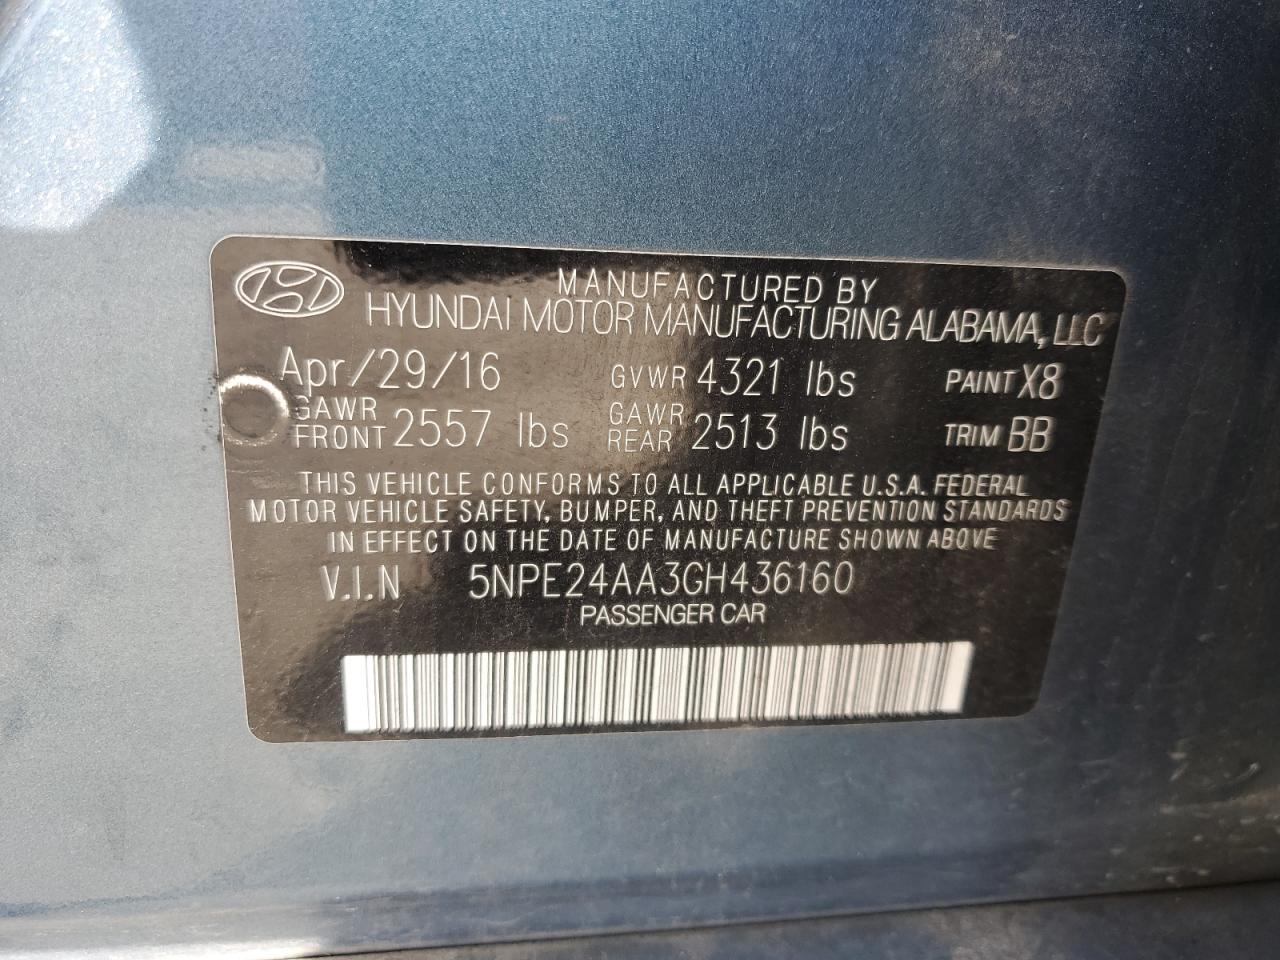 MANUFACTURED BY
HYUNDAI MOTOR MANUFACTURING ALABAMA, LLC
Apr/29/16 GVWR 4321 lbs PAINT X8
GAWR FRONT 2557 lbs GAWR REAR 2513 lbs TRIM BB
THIS VEHICLE CONFORMS TO ALL APPLICABLE U.S.A. FEDERAL
MOTOR VEHICLE SAFETY, BUMPER, AND THEFT PREVENTION STANDARDS
IN EFFECT ON THE DATE OF MANUFACTURE SHOWN ABOVE
V.I.N 5NPE24AA3GH436160
PASSENGER CAR